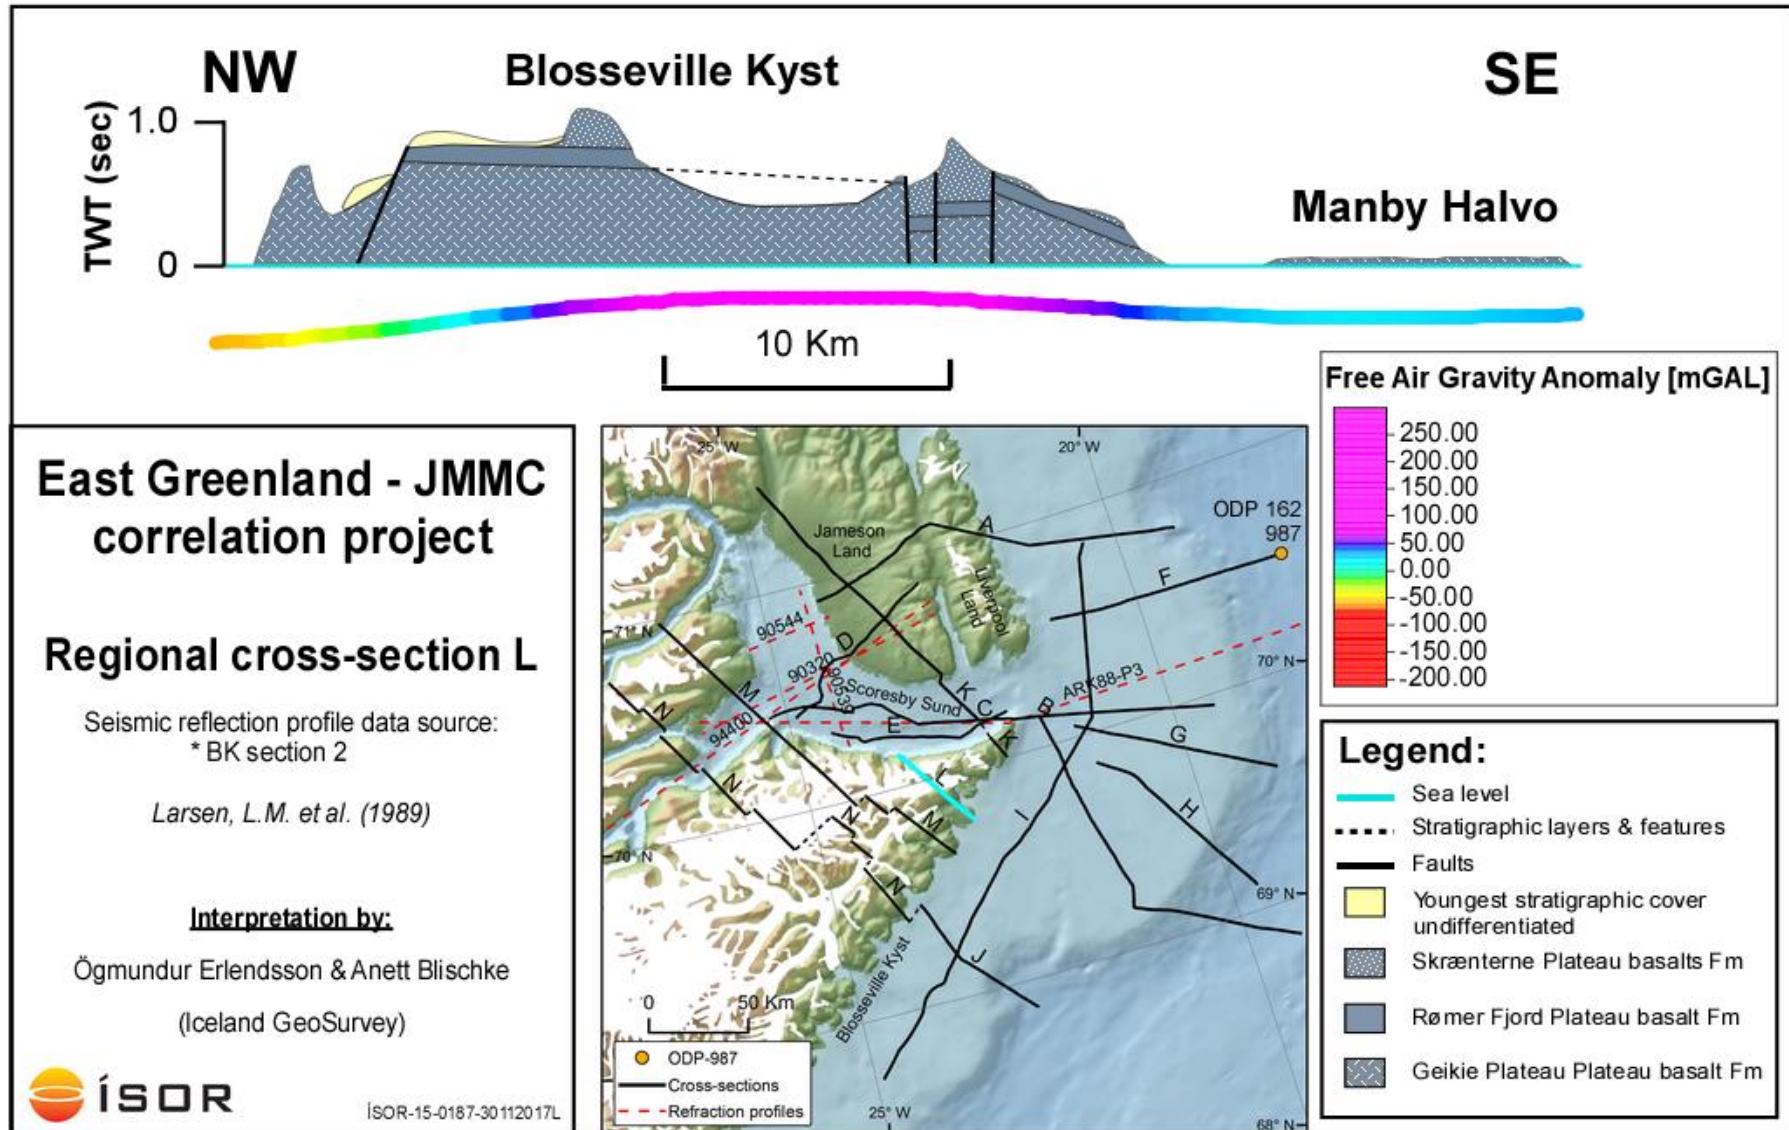 NW
Blosseville Kyst
SE
TWT (sec)
1.0
0
Manby Halvo
10 Km
Free Air Gravity Anomaly [mGAL]
250.00
200.00
150.00
100.00
50.00
0.00
-50.00
-100.00
-150.00
-200.00
East Greenland - JMMC
correlation project
Regional cross-section L
Seismic reflection profile data source:
* BK section 2
Larsen, L.M. et al. (1989)
Interpretation by:
Ögmundur Erlendsson & Anett Blischke
(Iceland GeoSurvey)
ÍSOR
ÍSOR-15-0187-30112017L
25° W
20° W
ODP 162
987
Jameson
Land
A
F
Liverpool
Land
71° N
90544
D
70° N
90320
90539
ARK88-P3
Scoresby Sund
M
K
C
B
N
94400
E
K
G
L
N
H
N
M
I
70° N
N
69° N
J
Blosseville Kyst
0
50 Km
ODP-987
Cross-sections
Refraction profiles
25° W
68° N
Legend:
Sea level
Stratigraphic layers & features
Faults
Youngest stratigraphic cover
undifferentiated
Skrænterne Plateau basalts Fm
Rømer Fjord Plateau basalt Fm
Geikie Plateau Plateau basalt Fm